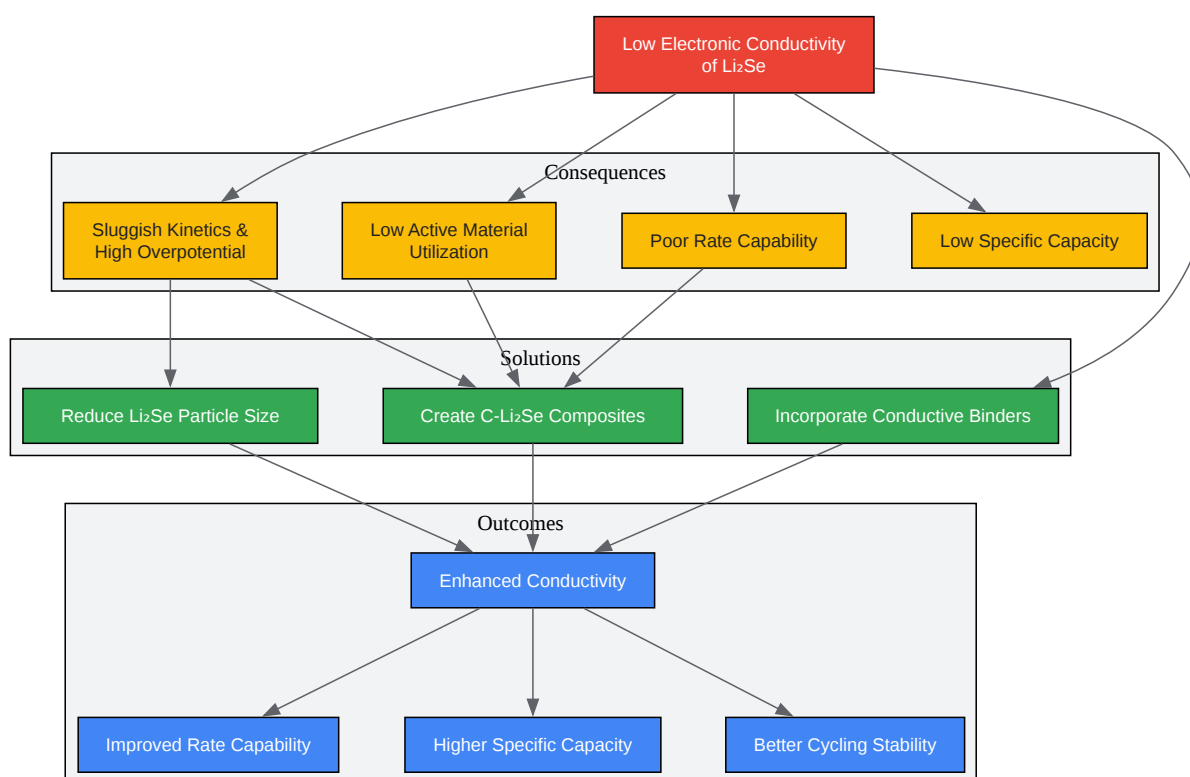 Low Electronic Conductivity
of Li₂Se
Consequences
Sluggish Kinetics &
High Overpotential
Low Active Material
Utilization
Poor Rate Capability
Low Specific Capacity
Solutions
Reduce Li₂Se Particle Size
Create C-Li₂Se Composites
Incorporate Conductive Binders
Outcomes
Enhanced Conductivity
Improved Rate Capability
Higher Specific Capacity
Better Cycling Stability